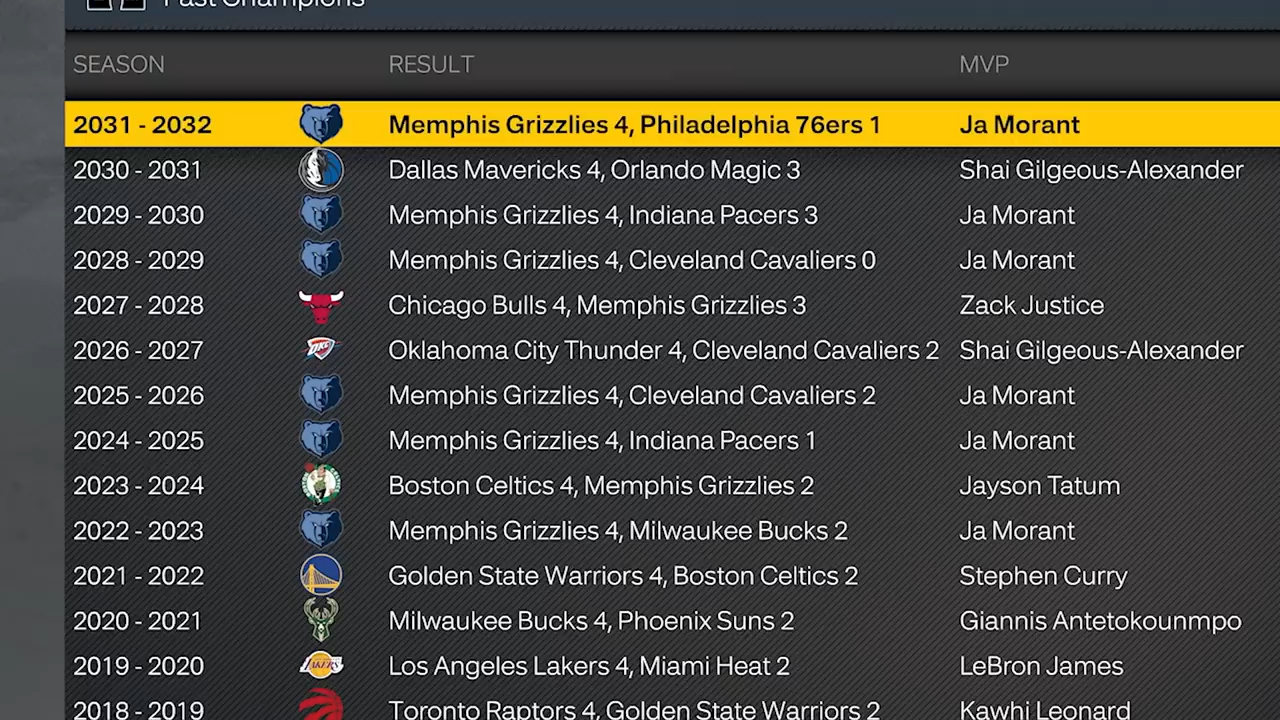 Past Champions
SEASON RESULT MVP
2031 - 2032 Memphis Grizzlies 4, Philadelphia 76ers 1 Ja Morant
2030 - 2031 Dallas Mavericks 4, Orlando Magic 3 Shai Gilgeous-Alexander
2029 - 2030 Memphis Grizzlies 4, Indiana Pacers 3 Ja Morant
2028 - 2029 Memphis Grizzlies 4, Cleveland Cavaliers 0 Ja Morant
2027 - 2028 Chicago Bulls 4, Memphis Grizzlies 3 Zack Justice
2026 - 2027 OKC Oklahoma City Thunder 4, Cleveland Cavaliers 2 Shai Gilgeous-Alexander
2025 - 2026 Memphis Grizzlies 4, Cleveland Cavaliers 2 Ja Morant
2024 - 2025 Memphis Grizzlies 4, Indiana Pacers 1 Ja Morant
2023 - 2024 Boston Celtics 4, Memphis Grizzlies 2 Jayson Tatum
2022 - 2023 Memphis Grizzlies 4, Milwaukee Bucks 2 Ja Morant
2021 - 2022 Golden State Warriors 4, Boston Celtics 2 Stephen Curry
2020 - 2021 Milwaukee Bucks 4, Phoenix Suns 2 Giannis Antetokounmpo
2019 - 2020 LAKERS Los Angeles Lakers 4, Miami Heat 2 LeBron James
2018 - 2019 Toronto Raptors 4, Golden State Warriors 2 Kawhi Leonard